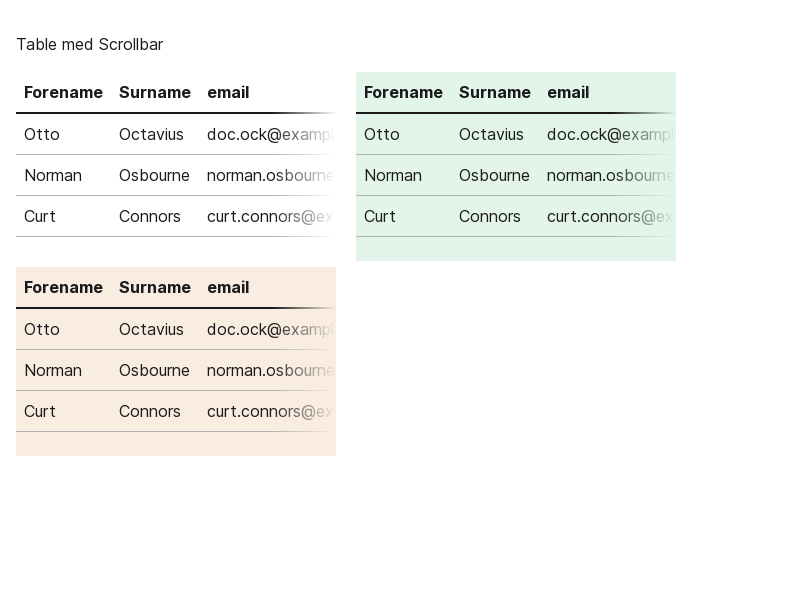 Table med Scrollbar
Forename Surname email
Otto Octavius doc.ock@exampl
Norman Osbourne norman.osbourne
Curt Connors curt.connors@ex
Forename Surname email
Otto Octavius doc.ock@exampl
Norman Osbourne norman.osbourne
Curt Connors curt.connors@ex
Forename Surname email
Otto Octavius doc.ock@exampl
Norman Osbourne norman.osbourne
Curt Connors curt.connors@ex